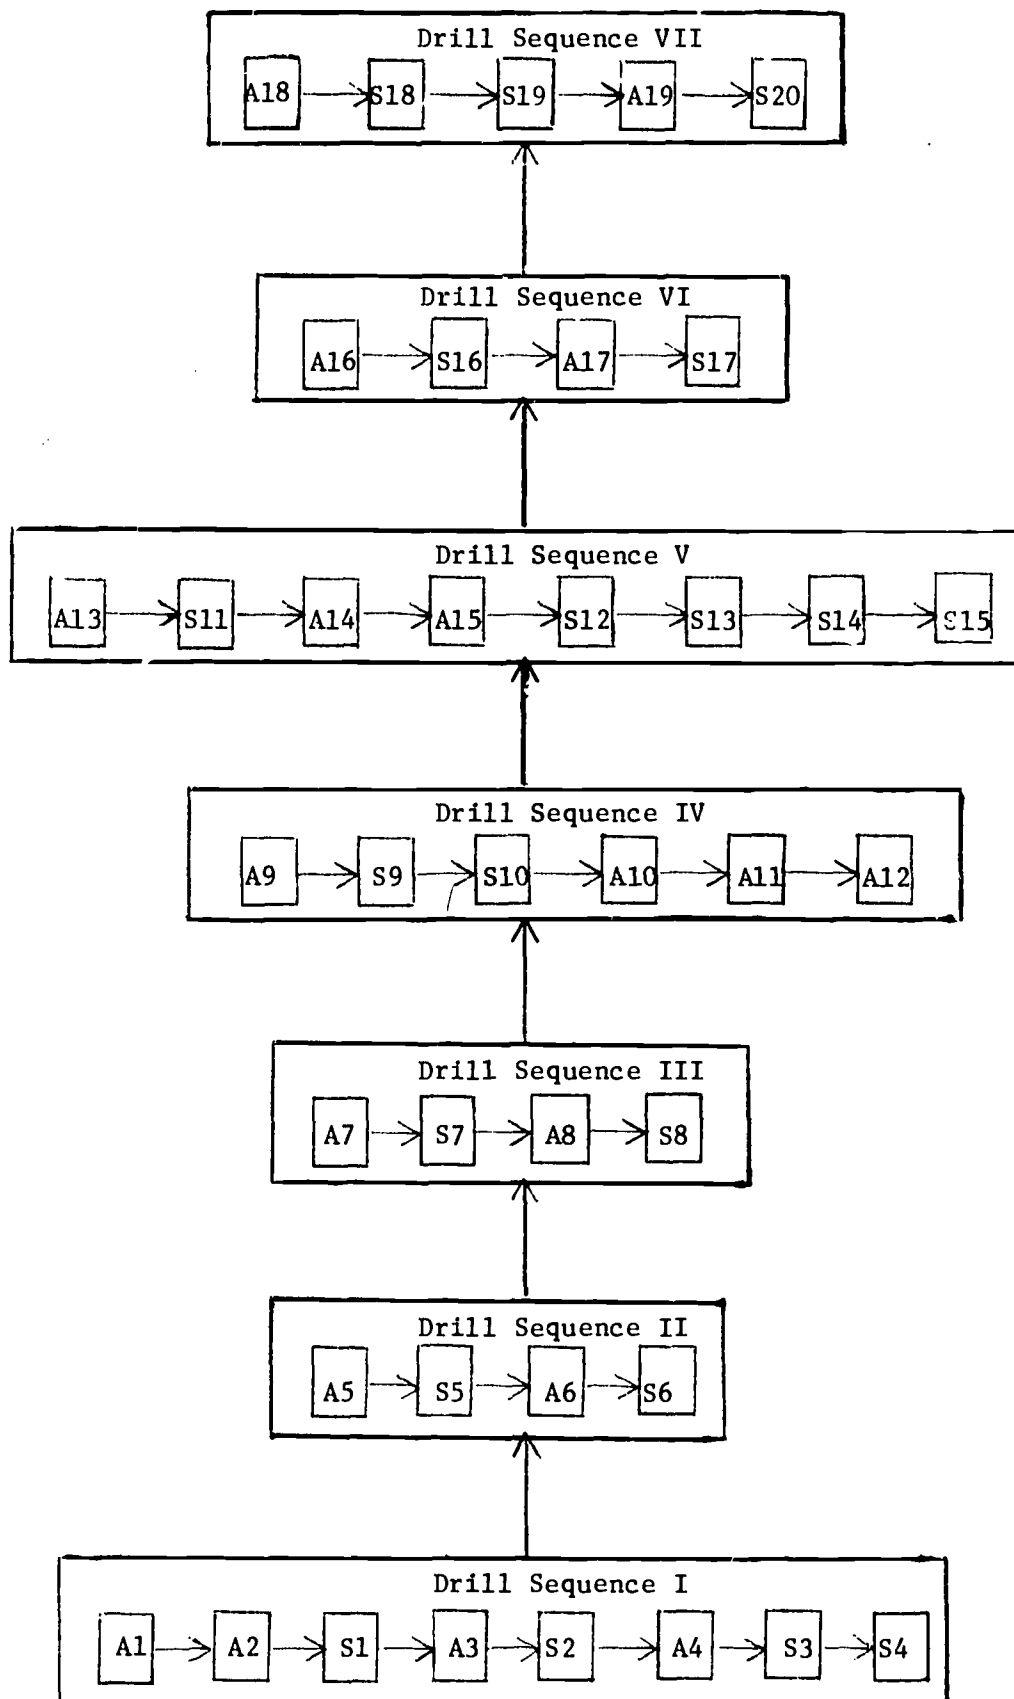 Drill Sequence VII
A18 S18 S19 A19 S20
Drill Sequence VI
A16 S16 A17 S17
Drill Sequence V
A13 S11 A14 A15 S12 S13 S14 S15
Drill Sequence IV
A9 S9 S10 A10 A11 A12
Drill Sequence III
A7 S7 A8 S8
Drill Sequence II
A5 S5 A6 S6
Drill Sequence I
A1 A2 S1 A3 S2 A4 S3 S4